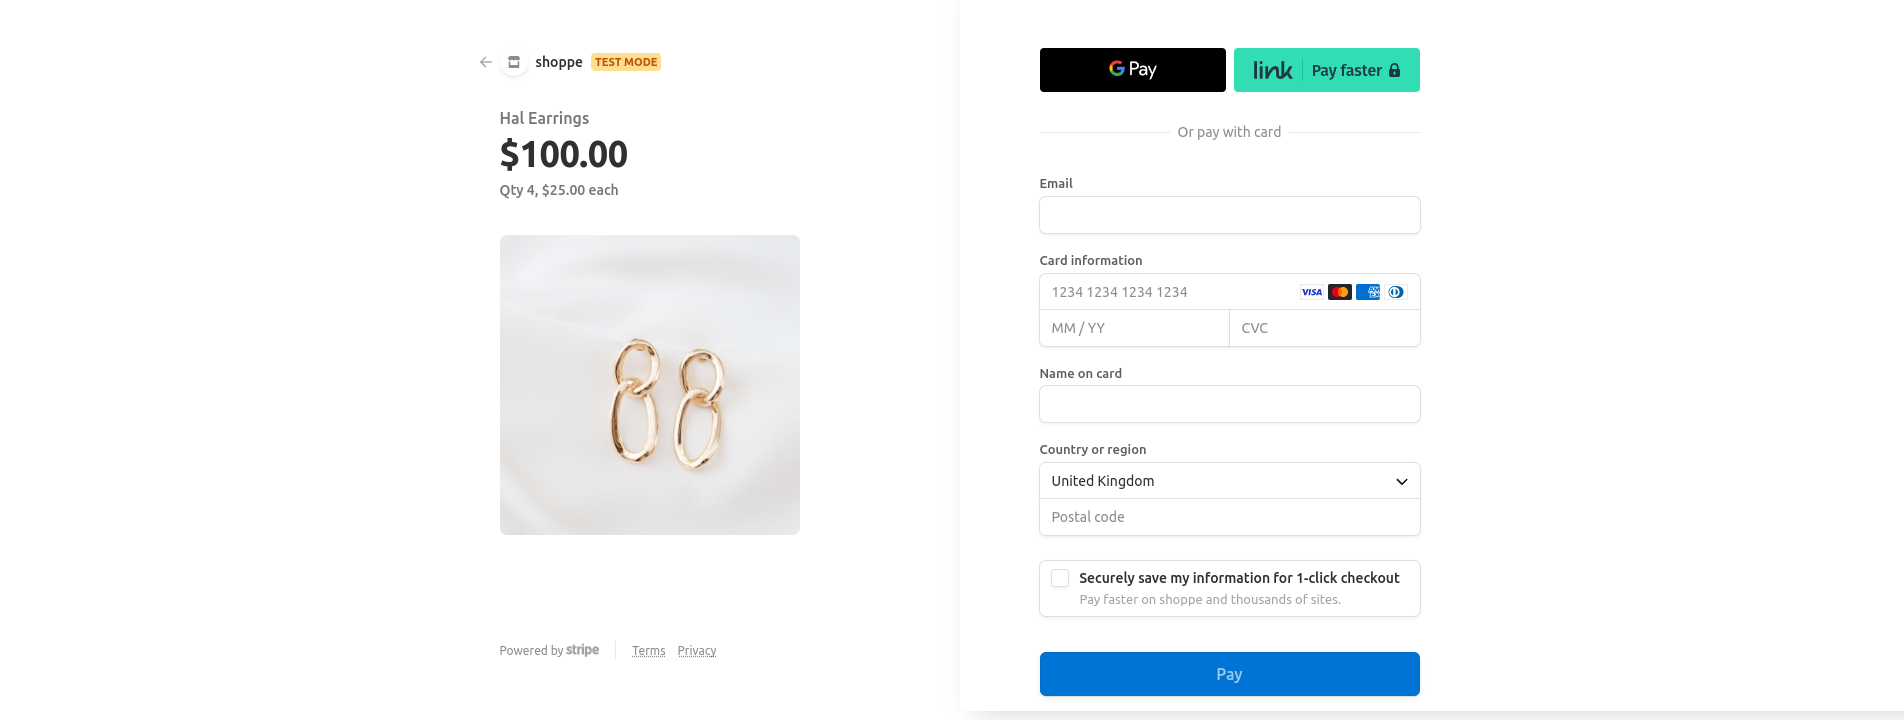 shoppe TEST MODE
Hal Earrings
$100.00
Qty 4, $25.00 each
Powered by stripe
Terms
Privacy
G Pay
link Pay faster
Or pay with card
Email
Card information
1234 1234 1234 1234
VISA
AMEX
MM / YY
CVC
Name on card
Country or region
United Kingdom
Postal code
Securely save my information for 1-click checkout
Pay faster on shoppe and thousands of sites.
Pay